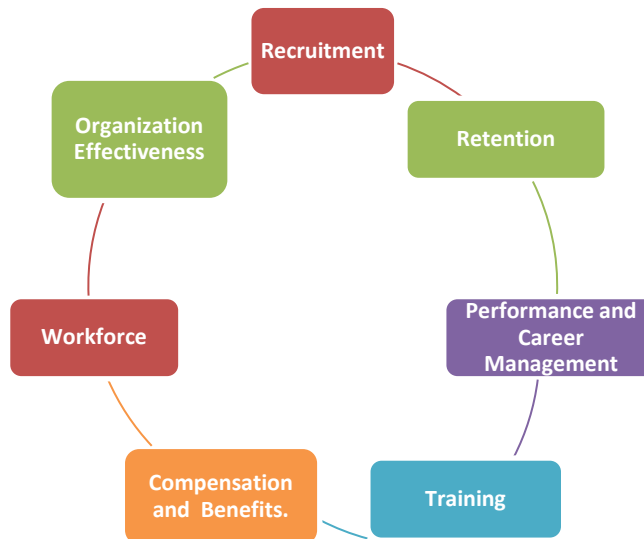 Recruitment
Retention
Performance and
Career
Management
Training
Compensation
and Benefits.
Workforce
Organization
Effectiveness